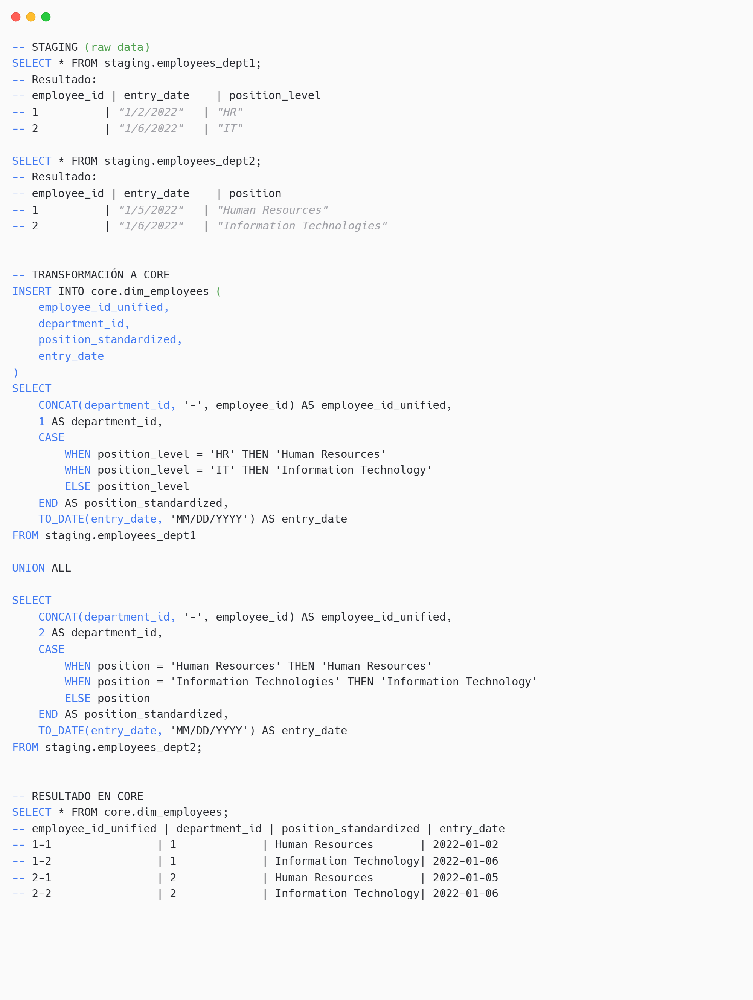 -- STAGING (raw data)
SELECT * FROM staging.employees_dept1;
-- Resultado:
-- employee_id | entry_date    | position_level
-- 1          | "1/2/2022"   | "HR"
-- 2          | "1/6/2022"   | "IT"

SELECT * FROM staging.employees_dept2;
-- Resultado:
-- employee_id | entry_date    | position
-- 1          | "1/5/2022"   | "Human Resources"
-- 2          | "1/6/2022"   | "Information Technologies"


-- TRANSFORMACIÓN A CORE
INSERT INTO core.dim_employees (
    employee_id_unified,
    department_id,
    position_standardized,
    entry_date
)
SELECT
    CONCAT(department_id, '-', employee_id) AS employee_id_unified,
    1 AS department_id,
    CASE
        WHEN position_level = 'HR' THEN 'Human Resources'
        WHEN position_level = 'IT' THEN 'Information Technology'
        ELSE position_level
    END AS position_standardized,
    TO_DATE(entry_date, 'MM/DD/YYYY') AS entry_date
FROM staging.employees_dept1

UNION ALL

SELECT
    CONCAT(department_id, '-', employee_id) AS employee_id_unified,
    2 AS department_id,
    CASE
        WHEN position = 'Human Resources' THEN 'Human Resources'
        WHEN position = 'Information Technologies' THEN 'Information Technology'
        ELSE position
    END AS position_standardized,
    TO_DATE(entry_date, 'MM/DD/YYYY') AS entry_date
FROM staging.employees_dept2;


-- RESULTADO EN CORE
SELECT * FROM core.dim_employees;
-- employee_id_unified | department_id | position_standardized | entry_date
-- 1-1                | 1             | Human Resources       | 2022-01-02
-- 1-2                | 1             | Information Technology| 2022-01-06
-- 2-1                | 2             | Human Resources       | 2022-01-05
-- 2-2                | 2             | Information Technology| 2022-01-06